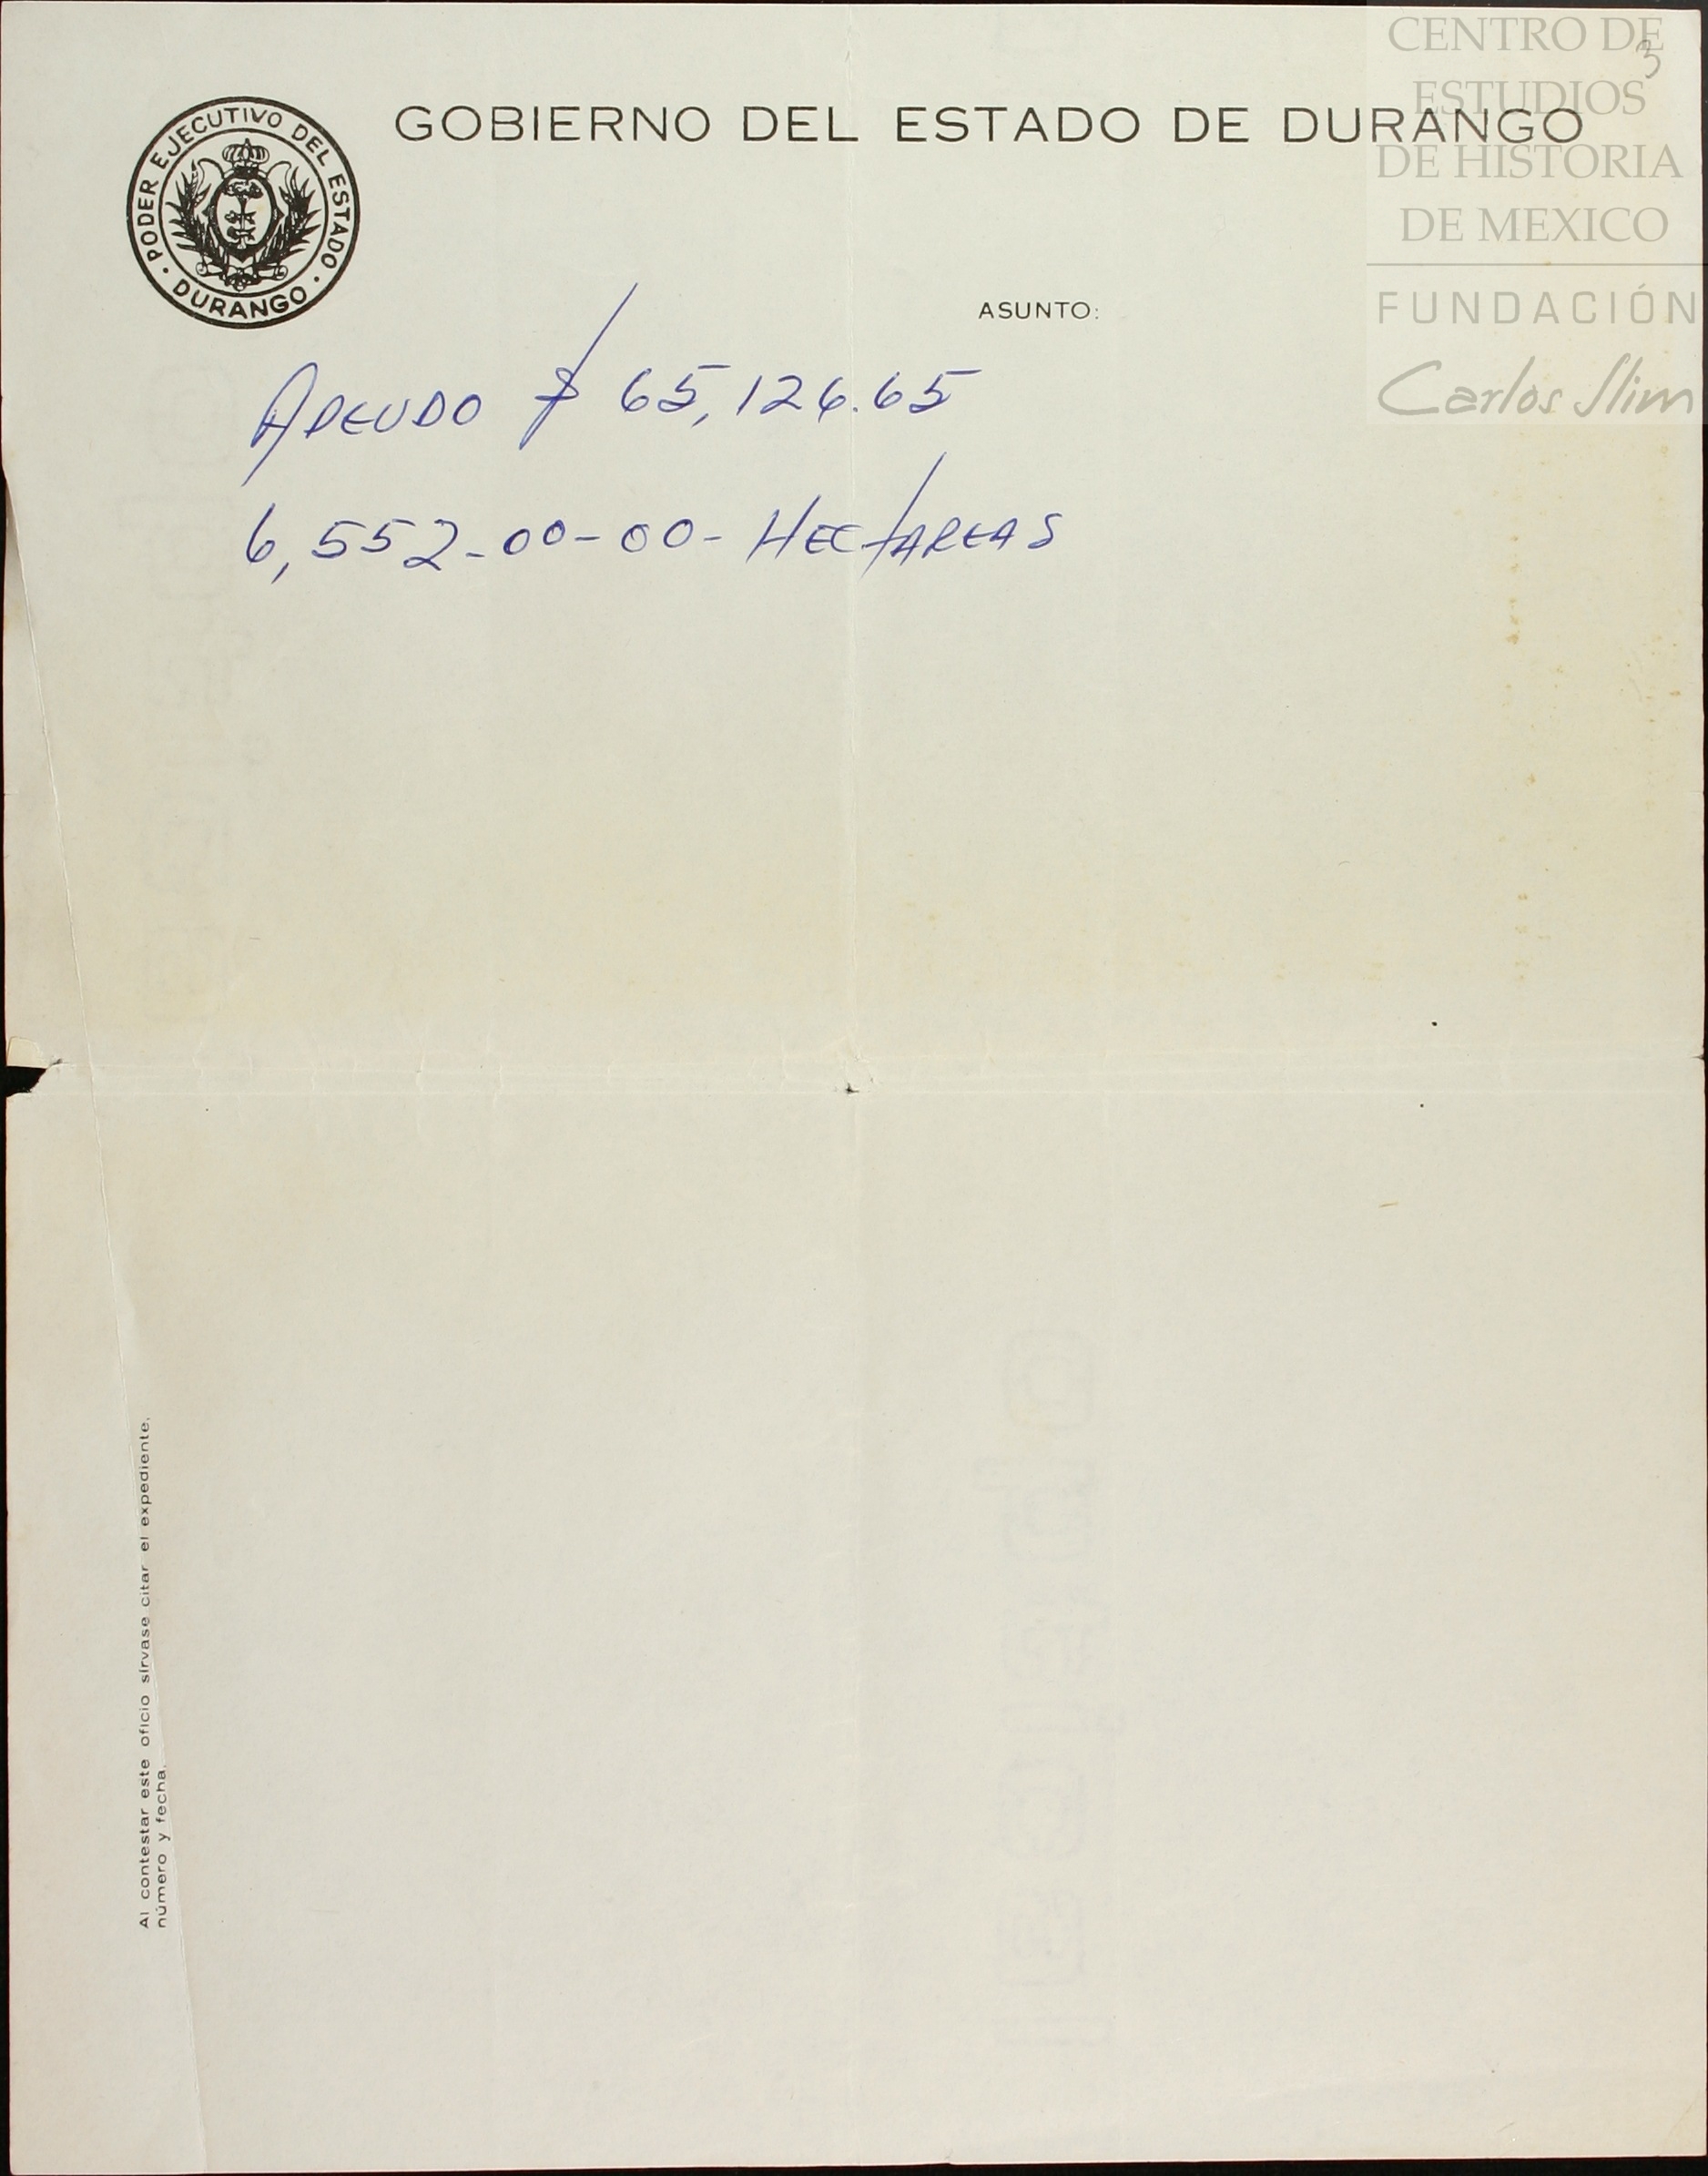 3
CENTRO DE
ESTUDIOS
DE HISTORIA
DE MEXICO
FUNDACIÓN
Carlos Slim
PODER EJECUTIVO DEL ESTADO
DURANGO
GOBIERNO DEL ESTADO DE DURANGO
ASUNTO:
ADEUDO $ 65,126.65
6,552-00-00- HECTAREAS
Al contestar este oficio sírvase citar el expediente,
número y fecha.